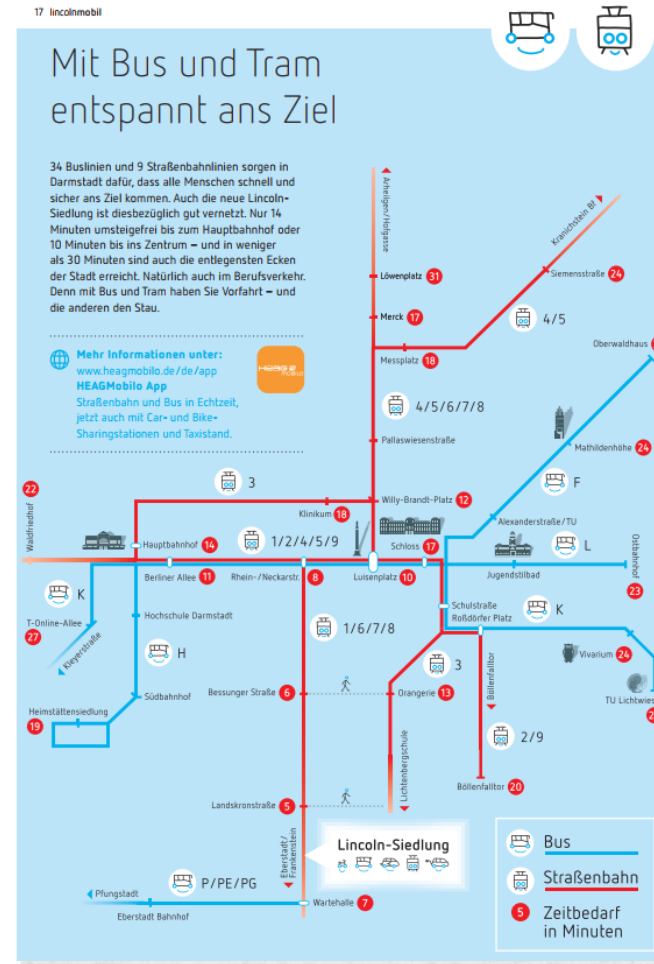 17 lincolnmobil
Mit Bus und Tram
entspannt ans Ziel
34 Buslinien und 9 Straßenbahnlinien sorgen in
Darmstadt dafür, dass alle Menschen schnell und
sicher ans Ziel kommen. Auch die neue Lincoln-
Siedlung ist diesbezüglich gut vernetzt. Nur 14
Minuten umsteigefrei bis zum Hauptbahnhof oder
10 Minuten bis ins Zentrum – und in weniger
als 30 Minuten sind auch die entlegensten Ecken
der Stadt erreicht. Natürlich auch im Berufsverkehr.
Denn mit Bus und Tram haben Sie Vorfahrt – und
die anderen den Stau.
Mehr Informationen unter:
www.heagmobilo.de/de/app
HEAGMobilo App
Straßenbahn und Bus in Echtzeit,
jetzt auch mit Car- und Bike-
Sharingstationen und Taxistand.
HEAG
mobilo
Arheilgen/Hofgasse
Kranichstein Bf
Löwenplatz 31
Siemensstraße 24
Merck 17
4/5
Messplatz 18
Oberwaldhaus
4/5/6/7/8
Pallaswiesenstraße
Mathildenhöhe 24
F
3
22
Waldfriedhof
Klinikum 18
Willy-Brandt-Platz 12
Alexanderstraße/TU
Hauptbahnhof 14
1/2/4/5/9
Schloss 17
L
Ostbahnhof
23
Berliner Allee 11
Rhein-/Neckarstr. 8
Luisenplatz 10
Jugendstilbad
K
T-Online-Allee
27
Kleyerstraße
Hochschule Darmstadt
1/6/7/8
Schulstraße
Roßdörfer Platz
K
H
Vivarium 24
3
Böllenfalltor
Südbahnhof
Bessunger Straße 6
Orangerie 13
TU Lichtwies
Heimstättensiedlung
19
2/9
Lichtenbergschule
Böllenfalltor 20
Landskronstraße 5
Eberstadt/
Frankenstein
Lincoln-Siedlung
P/PE/PG
Pfungstadt
Eberstadt Bahnhof
Wartehalle 7
Bus
Straßenbahn
5 Zeitbedarf
in Minuten